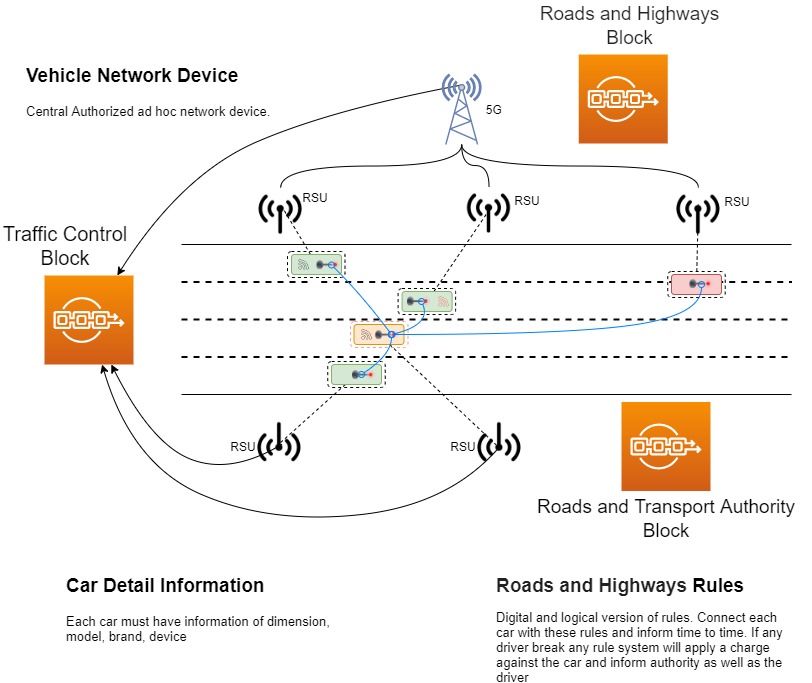 Roads and Highways
Block
Vehicle Network Device
Central Authorized ad hoc network device.
5G
RSU
RSU
RSU
Traffic Control
Block
RSU
RSU
Roads and Transport Authority
Block
Car Detail Information
Each car must have information of dimension,
model, brand, device
Roads and Highways Rules
Digital and logical version of rules. Connect each
car with these rules and inform time to time. If any
driver break any rule system will apply a charge
against the car and inform authority as well as the
driver